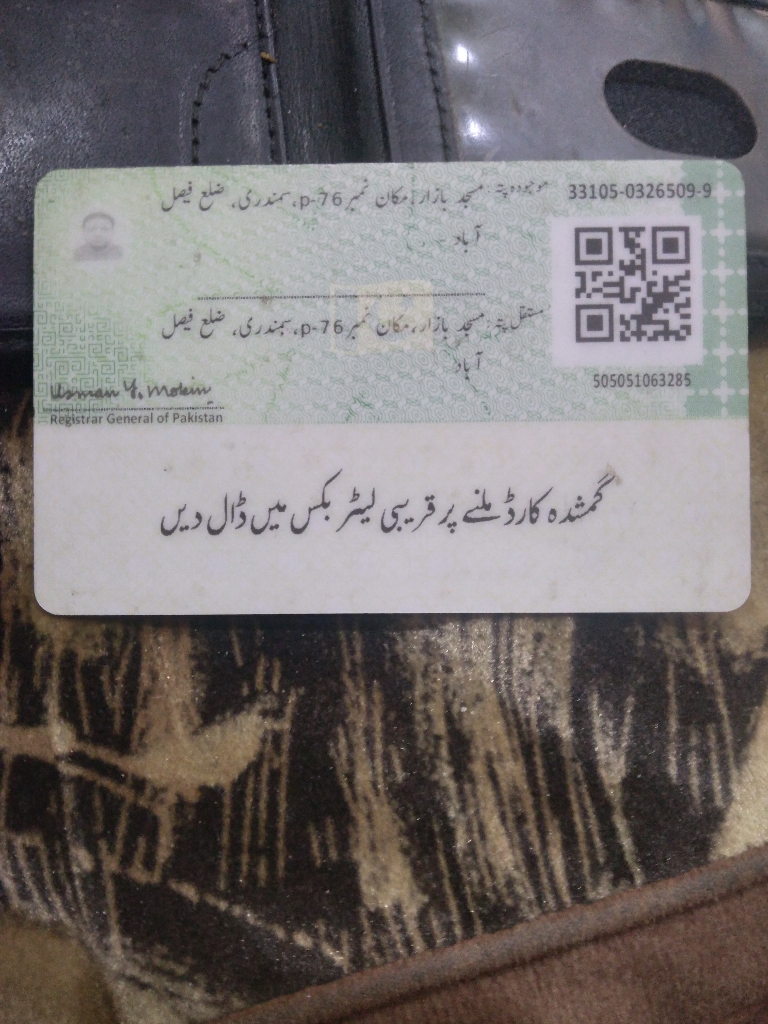 33105-0326509-9
موجودہ پتہ: مسجد بازار، مکان نمبر p-76، سمندری، ضلع فیصل
آباد
مستقل پتہ: مسجد بازار، مکان نمبر p-76، سمندری، ضلع فیصل
آباد
505051063285
Usman Y. Mobin
Registrar General of Pakistan
گمشدہ کارڈ ملنے پر قریبی لیٹر بکس میں ڈال دیں